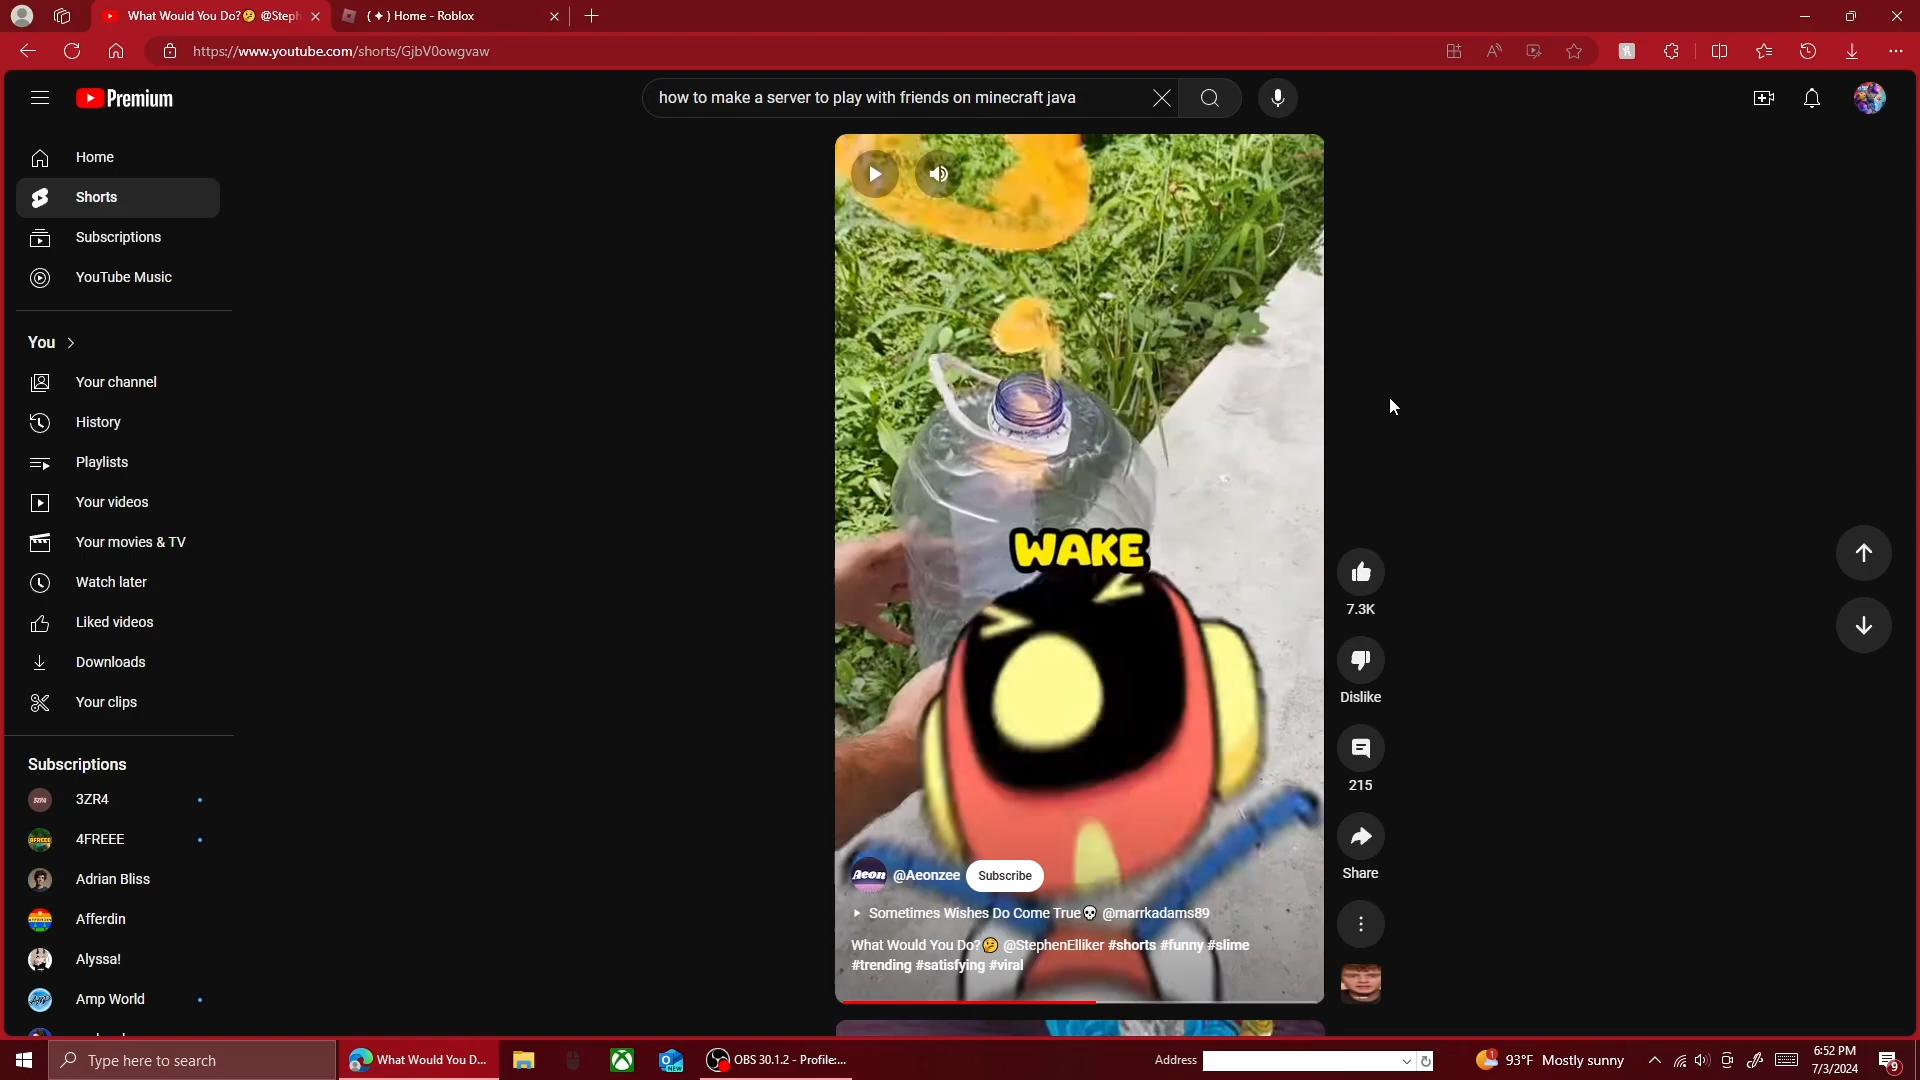 What Would You Do?🤔 @Steph
( ✦ ) Home - Roblox
https://www.youtube.com/shorts/GjbV0owgvaw
Premium
how to make a server to play with friends on minecraft java
Home
Shorts
Subscriptions
YouTube Music
You
Your channel
History
Playlists
Your videos
Your movies & TV
Watch later
Liked videos
Downloads
Your clips
Subscriptions
3ZR4
4FREEE
Adrian Bliss
Afferdin
Alyssa!
Amp World
WAKE
7.3K
Dislike
215
Share
Aeon
@Aeonzee
Subscribe
Sometimes Wishes Do Come True💀 @marrkadams89
What Would You Do?🤔 @StephenElliker #shorts #funny #slime
#trending #satisfying #viral
Type here to search
What Would You D...
NEW
OBS 30.1.2 - Profile:...
Address
1
93°F Mostly sunny
6:52 PM
7/3/2024
9